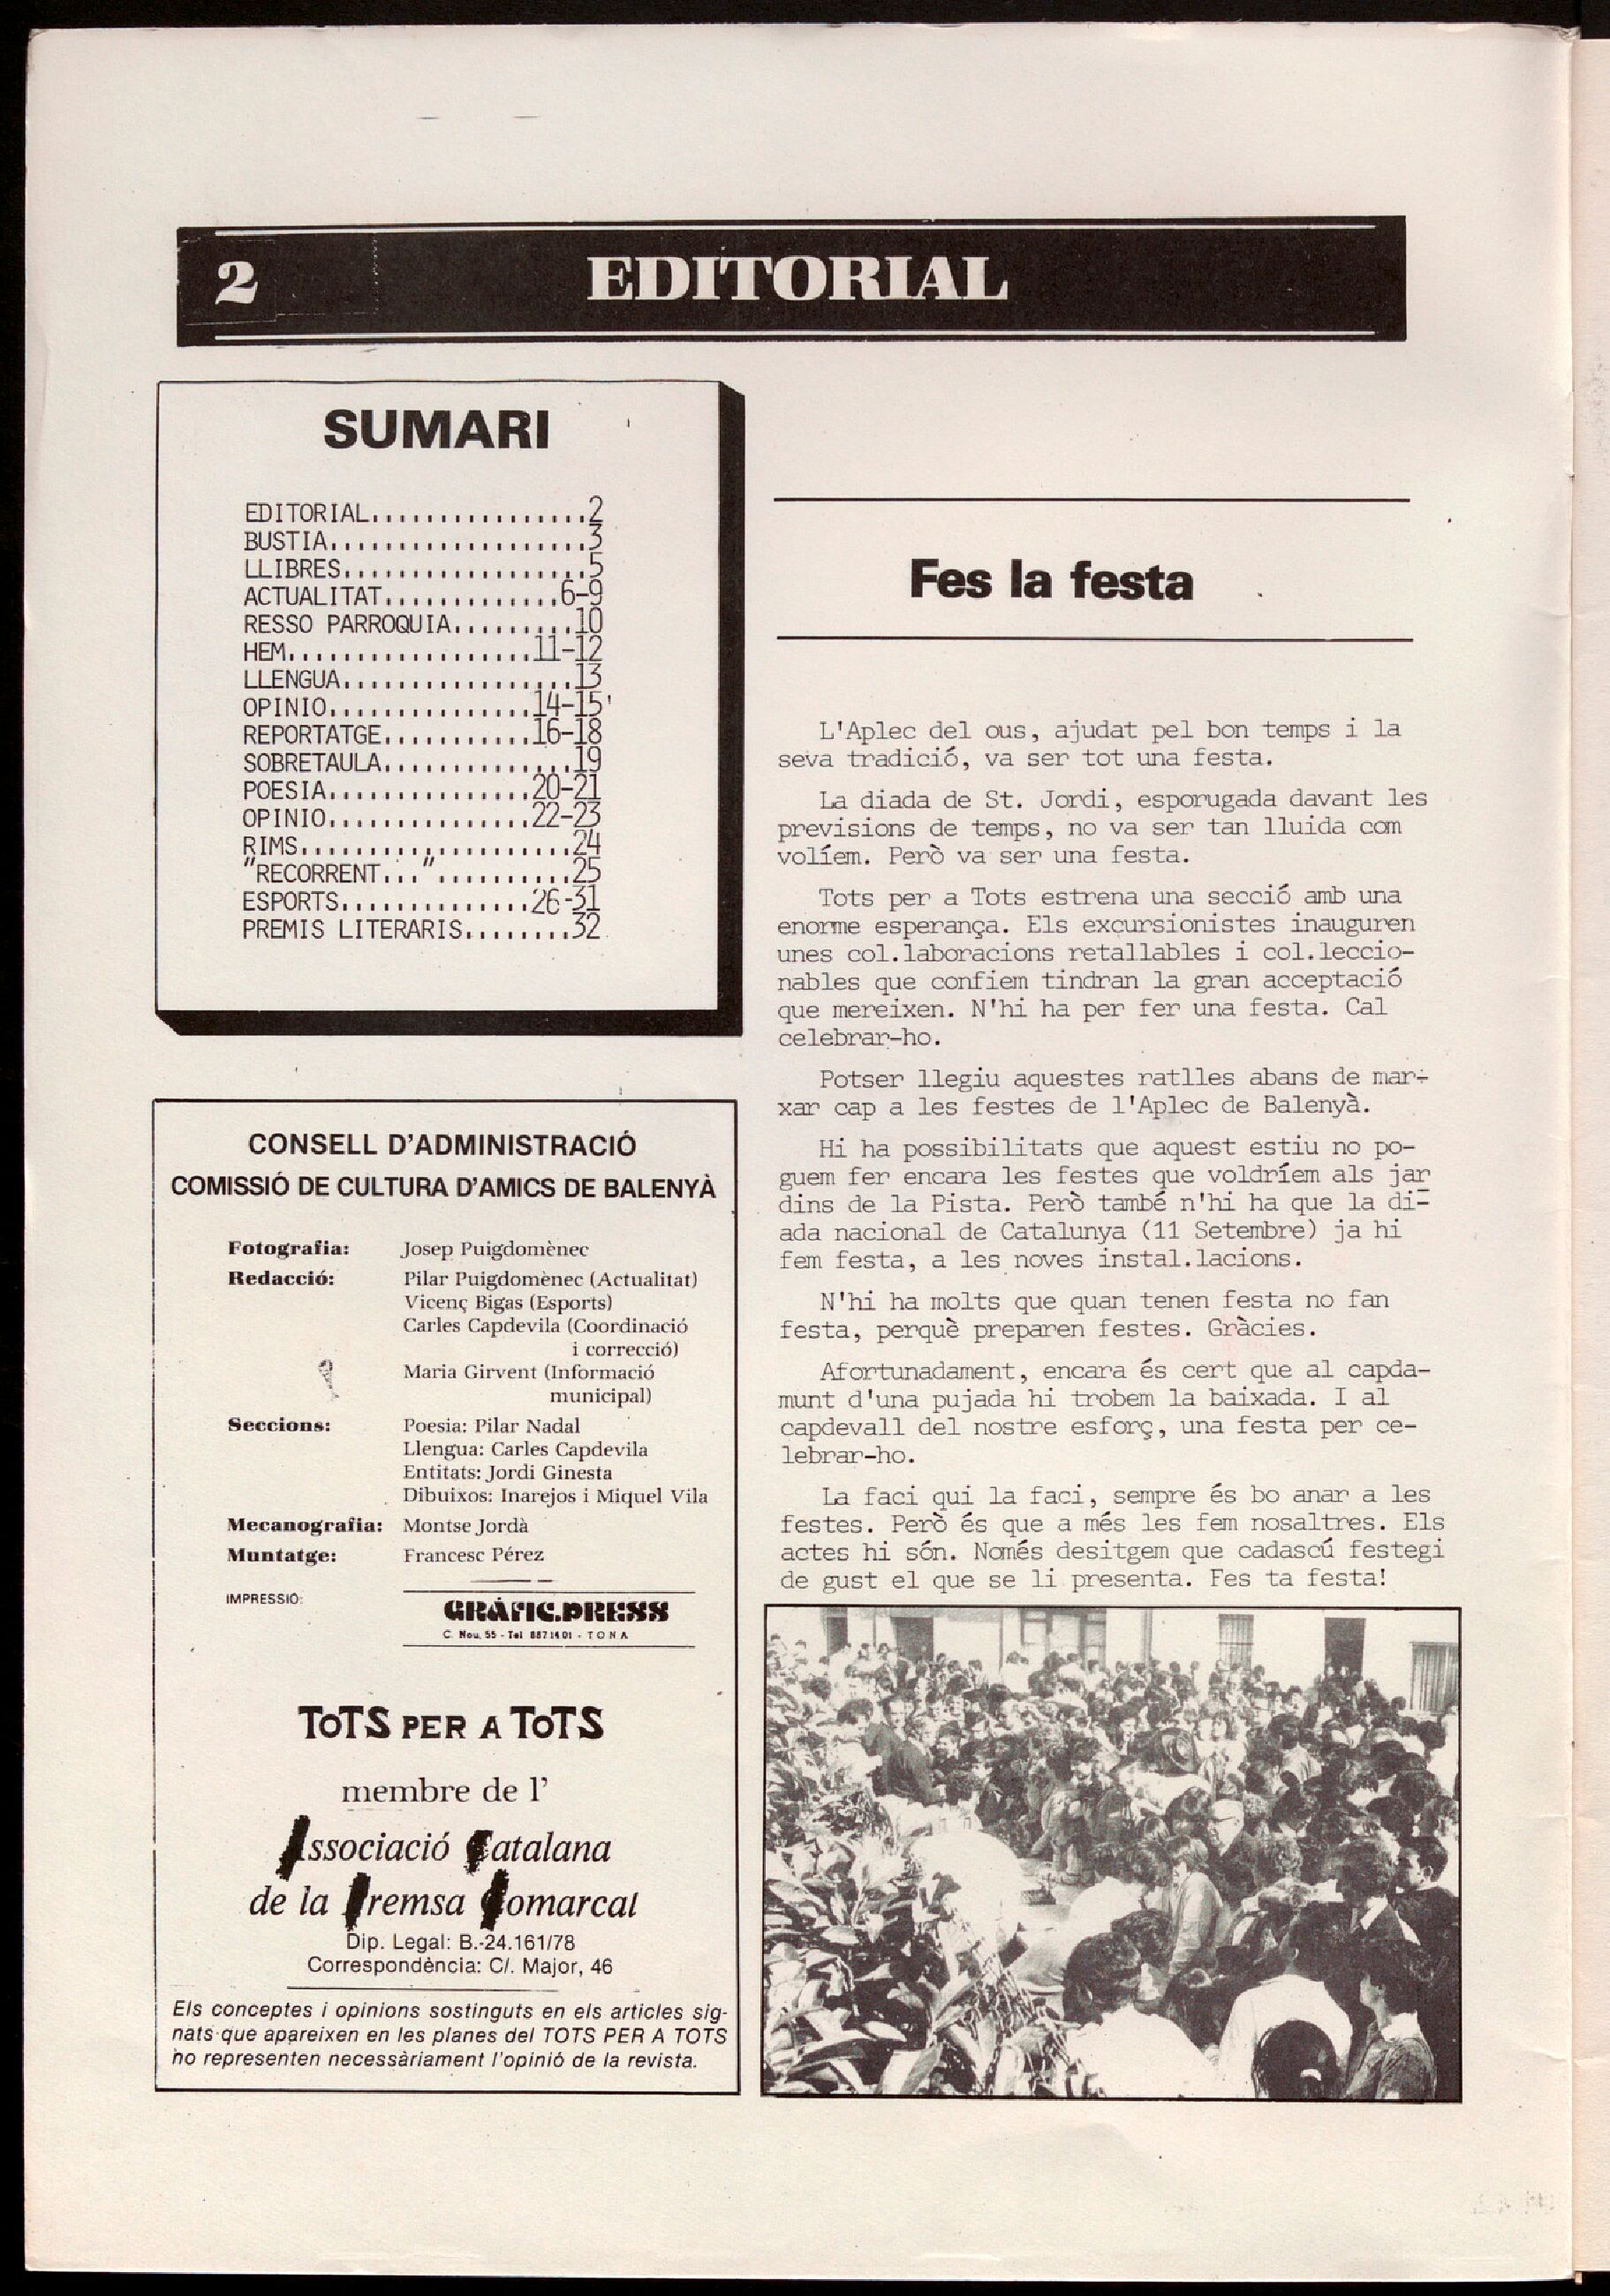 2
EDITORIAL
SUMARI
EDITORIAL................2
BUSTIA...................3
LLIBRES..................5
ACTUALITAT.............6-9
RESSO PARROQUIA.........10
HEM..................11-12
LLENGUA.................13
OPINIO...............14-15
REPORTATGE...........16-18
SOBRETAULA..............19
POESIA...............20-21
OPINIO...............22-23
RIMS....................24
"RECORRENT..."..........25
ESPORTS..............26-31
PREMIS LITERARIS........32
CONSELL D'ADMINISTRACIÓ
COMISSIÓ DE CULTURA D'AMICS DE BALENYÀ
Fotografia: Josep Puigdomènec
Redacció: Pilar Puigdomènec (Actualitat)
Vicenç Bigas (Esports)
Carles Capdevila (Coordinació
i correcció)
Maria Girvent (Informació
municipal)
Seccions: Poesia: Pilar Nadal
Llengua: Carles Capdevila
Entitats: Jordi Ginesta
Dibuixos: Inarejos i Miquel Vila
Mecanografia: Montse Jordà
Muntatge: Francesc Pérez
IMPRESSIÓ:
GRÀFIC.PRESS
C. Nou, 55 - Tel. 887 14 01 - TONA
TOTS PER A TOTS
membre de l'
Associació Catalana
de la Premsa Comarcal
Dip. Legal: B.-24.161/78
Correspondència: C/. Major, 46
Els conceptes i opinions sostinguts en els articles sig-
nats que apareixen en les planes del TOTS PER A TOTS
no representen necessàriament l'opinió de la revista.
Fes la festa
L'Aplec del ous, ajudat pel bon temps i la
seva tradició, va ser tot una festa.
La diada de St. Jordi, esporugada davant les
previsions de temps, no va ser tan lluida com
volíem. Però va ser una festa.
Tots per a Tots estrena una secció amb una
enorme esperança. Els excursionistes inauguren
unes col.laboracions retallables i col.leccio-
nables que confiem tindran la gran acceptació
que mereixen. N'hi ha per fer una festa. Cal
celebrar-ho.
Potser llegiu aquestes ratlles abans de mar-
xar cap a les festes de l'Aplec de Balenyà.
Hi ha possibilitats que aquest estiu no po-
guem fer encara les festes que voldríem als jar
dins de la Pista. Però també n'hi ha que la di-
ada nacional de Catalunya (11 Setembre) ja hi
fem festa, a les noves instal.lacions.
N'hi ha molts que quan tenen festa no fan
festa, perquè preparen festes. Gràcies.
Afortunadament, encara és cert que al capda-
munt d'una pujada hi trobem la baixada. I al
capdevall del nostre esforç, una festa per ce-
lebrar-ho.
La faci qui la faci, sempre és bo anar a les
festes. Però és que a més les fem nosaltres. Els
actes hi són. Només desitgem que cadascú festegi
de gust el que se li presenta. Fes ta festa!